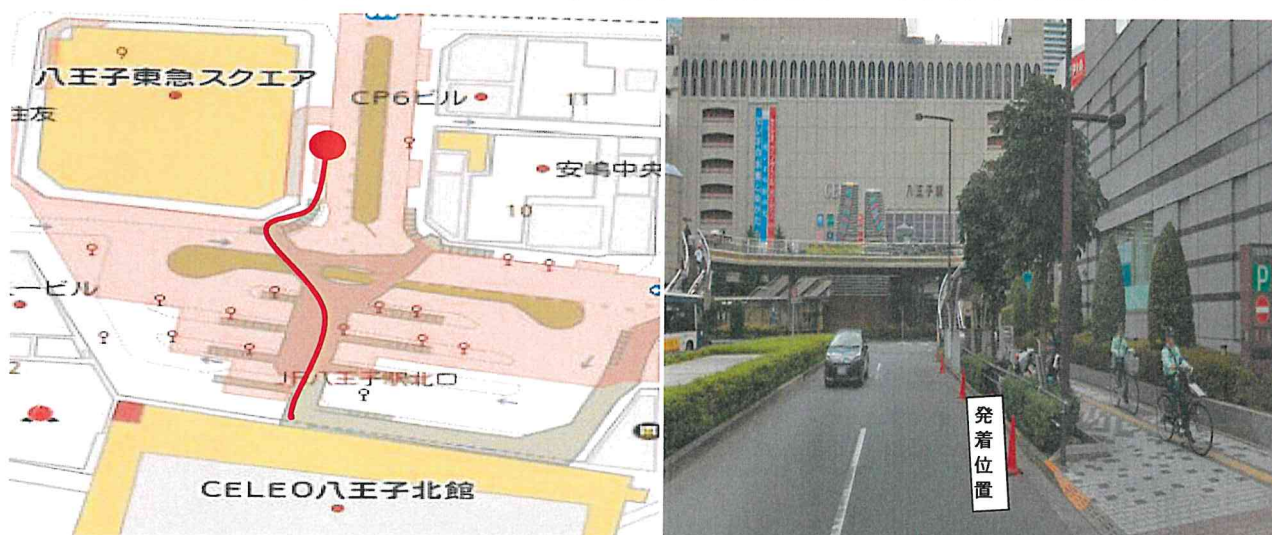 9
八王子東急スクエア
住友
CP6ビル
11
安嶋中央
10
ービル
2
JR八王子駅北口
CELEO八王子北館
八王子駅
P
発着位置